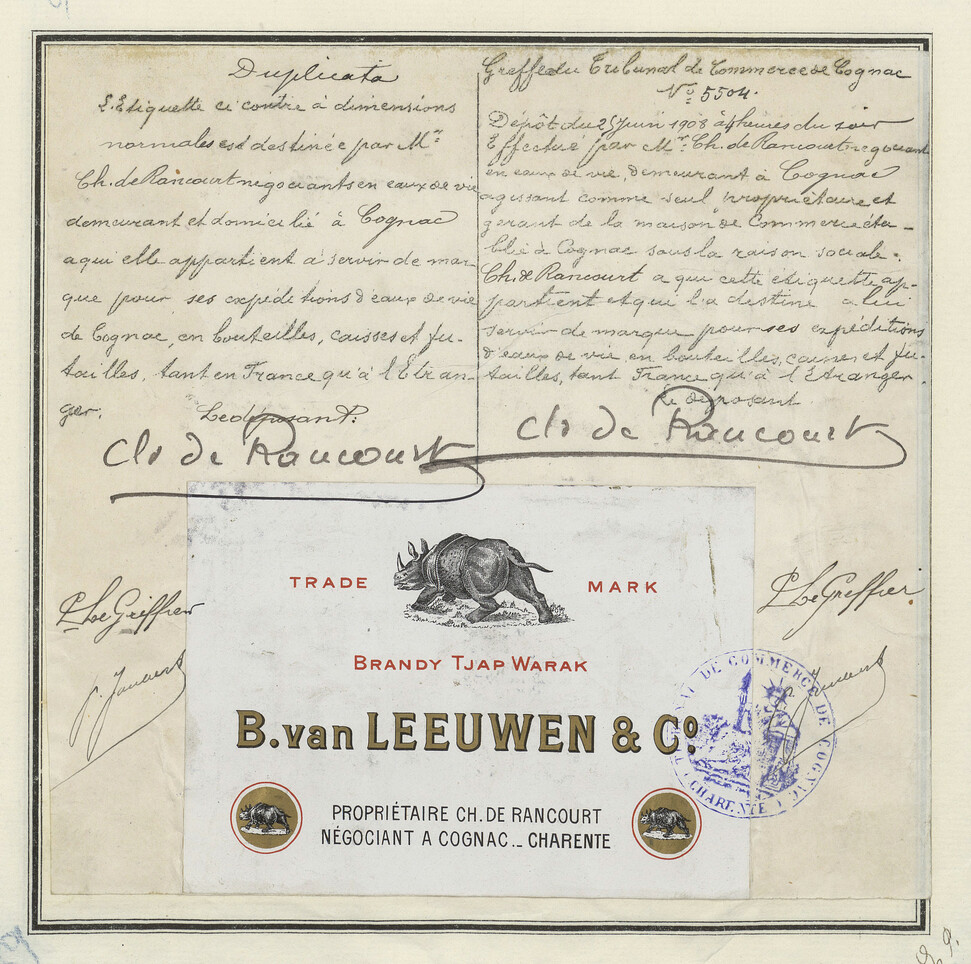 Duplicata
L'Etiquette ci contre à dimensions
normales est destinée par Mr
Ch. de Rancourt négociants en eaux de vie
demeurant et domicilié à Cognac
a qui elle appartient à servir de mar
que pour ses expéditions d'eaux de vie
de Cognac, en bouteilles, caisses et fu-
tailles, tant en France qu'à l'Etran-
ger.
Le déposant.
Ch de Rancourt
Greffe du Tribunal de Commerce de Cognac
No 5504.
Dépôt du 25 Juin 1908 à 4 heures du soir
Effectué par Mr. Ch. de Rancourt negociant
en eaux de vie, demeurant à Cognac
agissant comme seul propriétaire et
gerant de la maison de Commerce éta-
blie à Cognac sous la raison sociale.
Ch. de Rancourt a qui cette étiquette ap-
partient et qui l'a destine a lui
servir de marque pour ses expéditions
d'eaux de vie en bouteilles, caisses et fu-
tailles, tant France qu'à l'Etranger.
Le déposant
Ch de Rancourt
TRADE MARK
BRANDY TJAP WARAK
B. van LEEUWEN & Co.
PROPRIÉTAIRE CH. DE RANCOURT
NÉGOCIANT A COGNAC _ CHARENTE
P. Le Greffier
P. Le Greffier.
DE COMMERCE DE COGNAC
CHARENTE